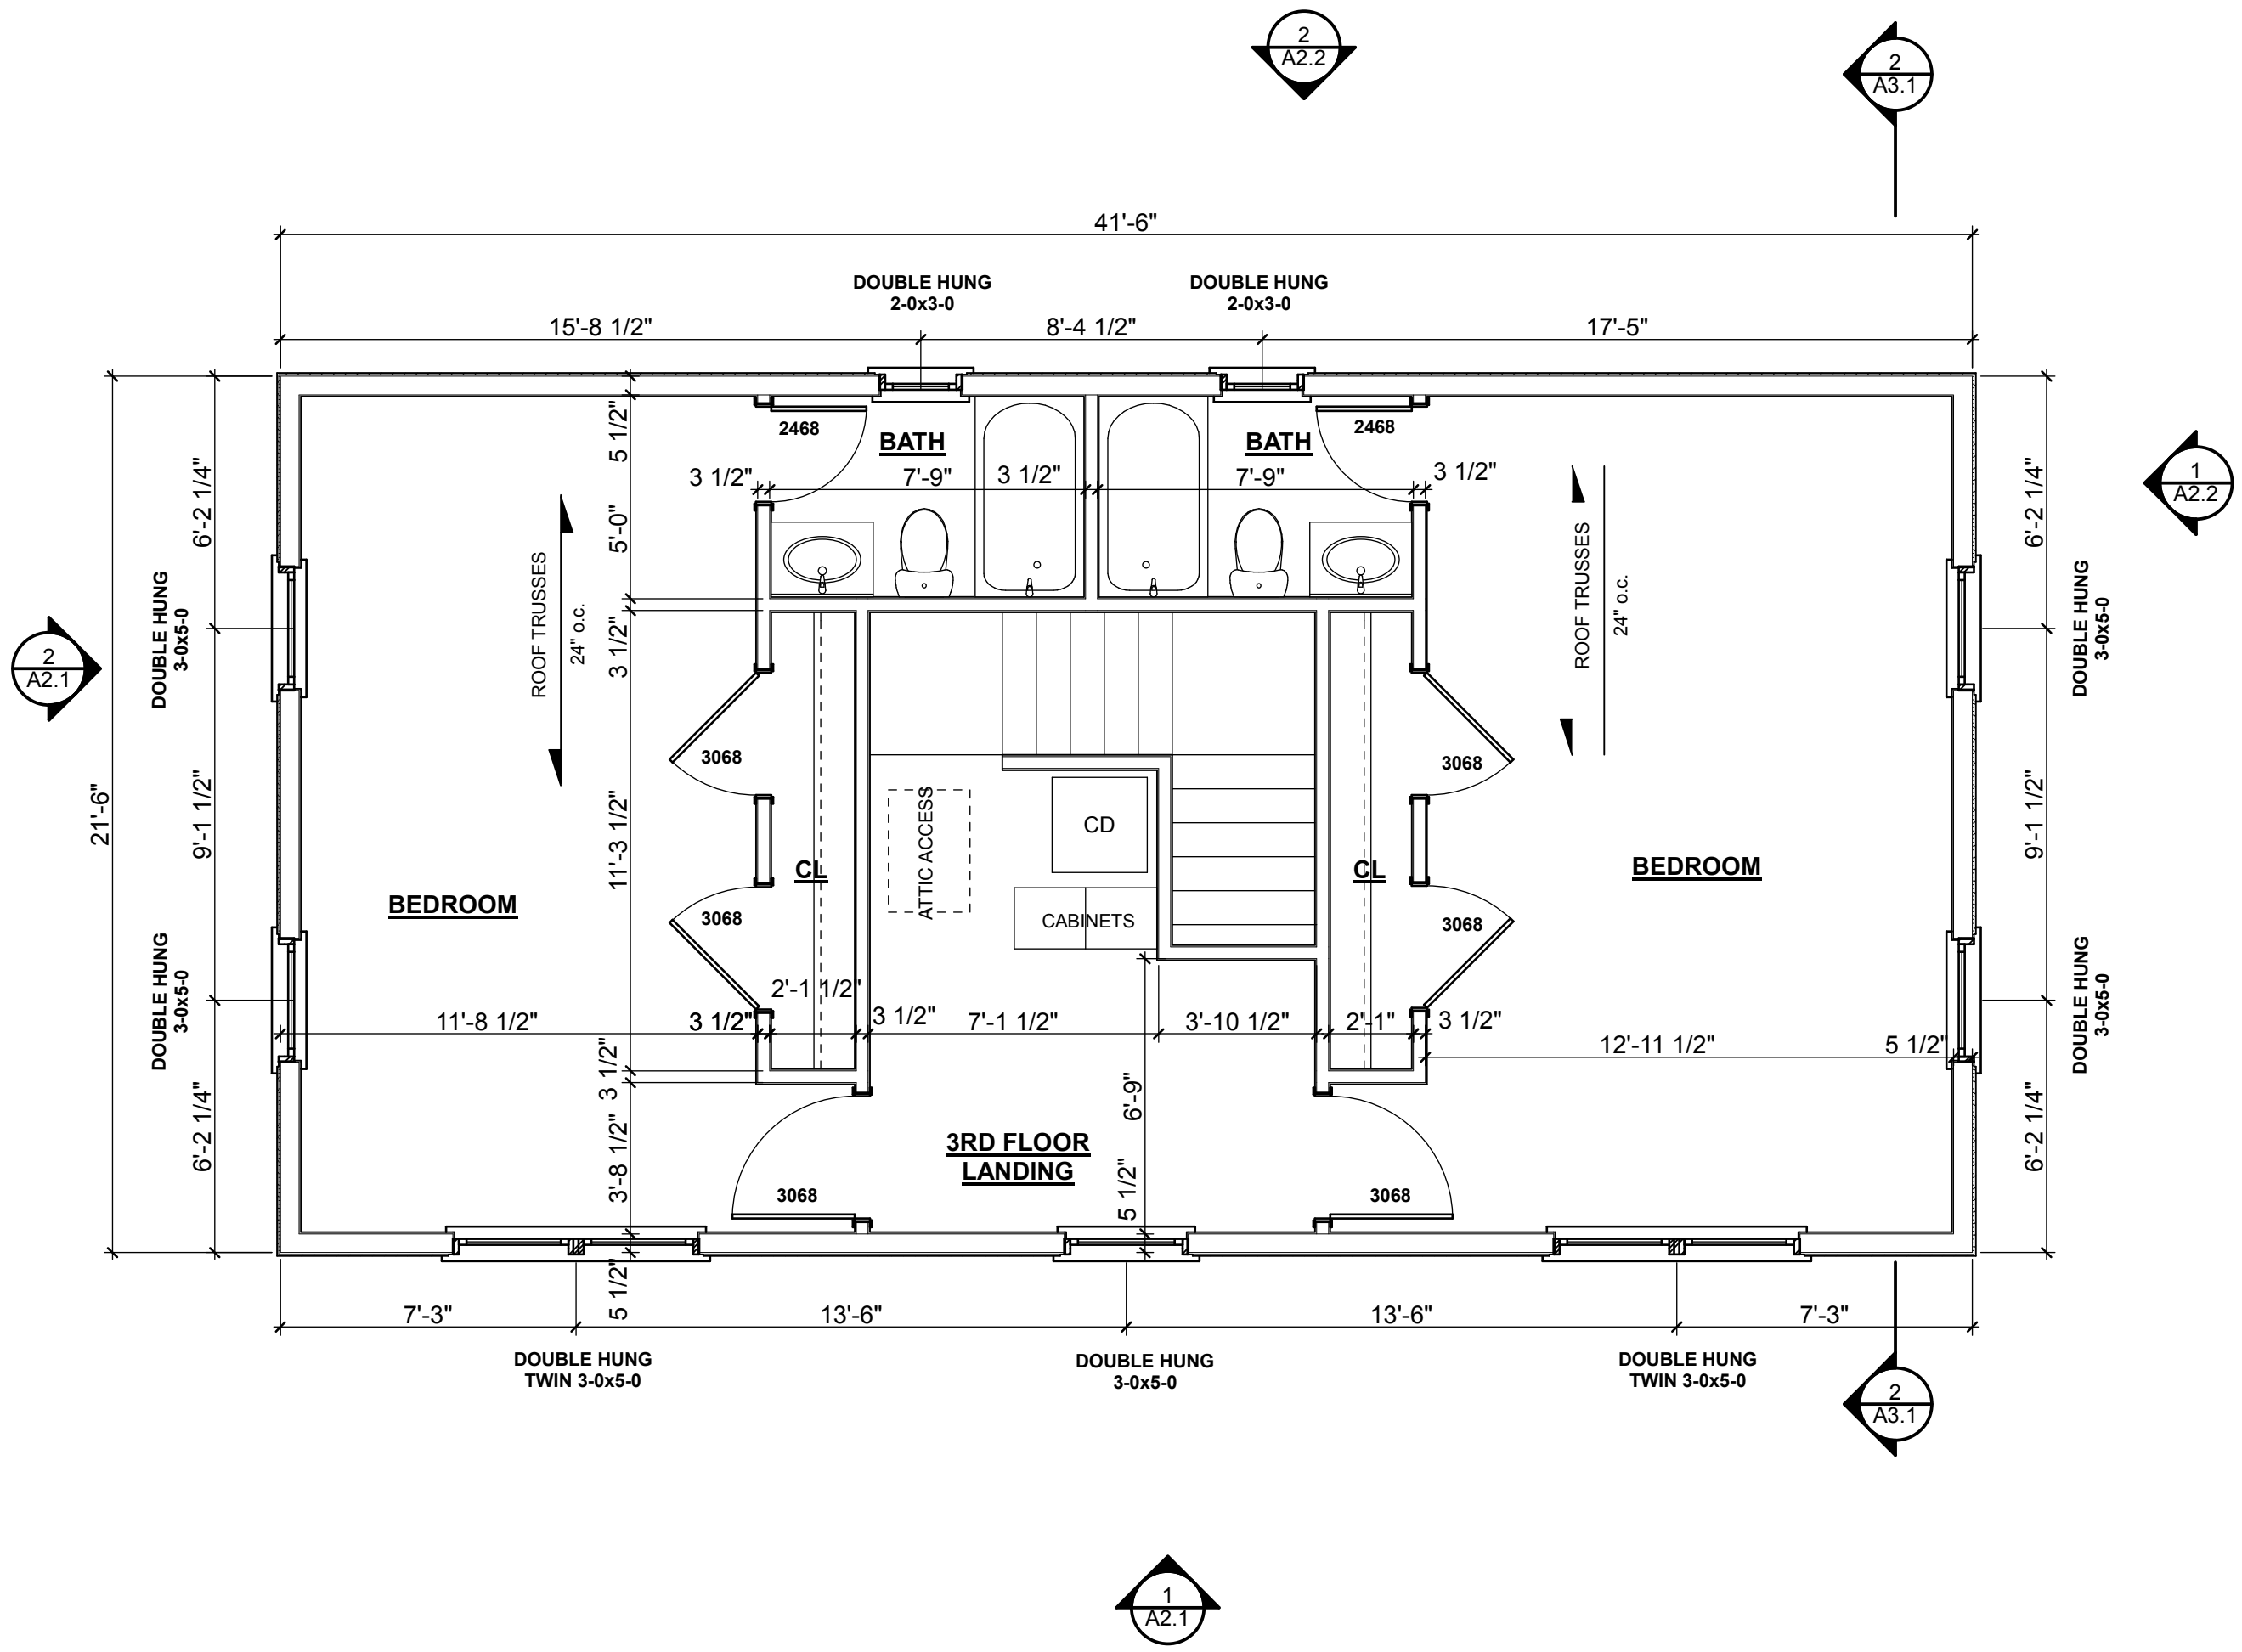 2
A2.2
2
A3.1
41'-6"
DOUBLE HUNG
2-0x3-0
DOUBLE HUNG
2-0x3-0
15'-8 1/2"
8'-4 1/2"
17'-5"
2468
BATH
BATH
2468
5 1/2"
3 1/2"
7'-9"
3 1/2"
7'-9"
3 1/2"
6'-2 1/4"
6'-2 1/4"
1
A2.2
5'-0"
ROOF TRUSSES
24" o.c.
ROOF TRUSSES
24" o.c.
DOUBLE HUNG
3-0x5-0
DOUBLE HUNG
3-0x5-0
2
A2.1
3 1/2"
3068
3068
21'-6"
9'-1 1/2"
11'-3 1/2"
ATTIC ACCESS
CD
9'-1 1/2"
CL
CL
BEDROOM
BEDROOM
3068
CABINETS
3068
DOUBLE HUNG
3-0x5-0
DOUBLE HUNG
3-0x5-0
2'-1 1/2"
11'-8 1/2"
3 1/2"
3 1/2"
7'-1 1/2"
3'-10 1/2"
2'-1"
3 1/2"
12'-11 1/2"
5 1/2"
3 1/2"
6'-9"
6'-2 1/4"
3'-8 1/2"
3RD FLOOR
LANDING
6'-2 1/4"
3068
5 1/2"
3068
5 1/2"
7'-3"
13'-6"
13'-6"
7'-3"
DOUBLE HUNG
TWIN 3-0x5-0
DOUBLE HUNG
3-0x5-0
DOUBLE HUNG
TWIN 3-0x5-0
2
A3.1
1
A2.1